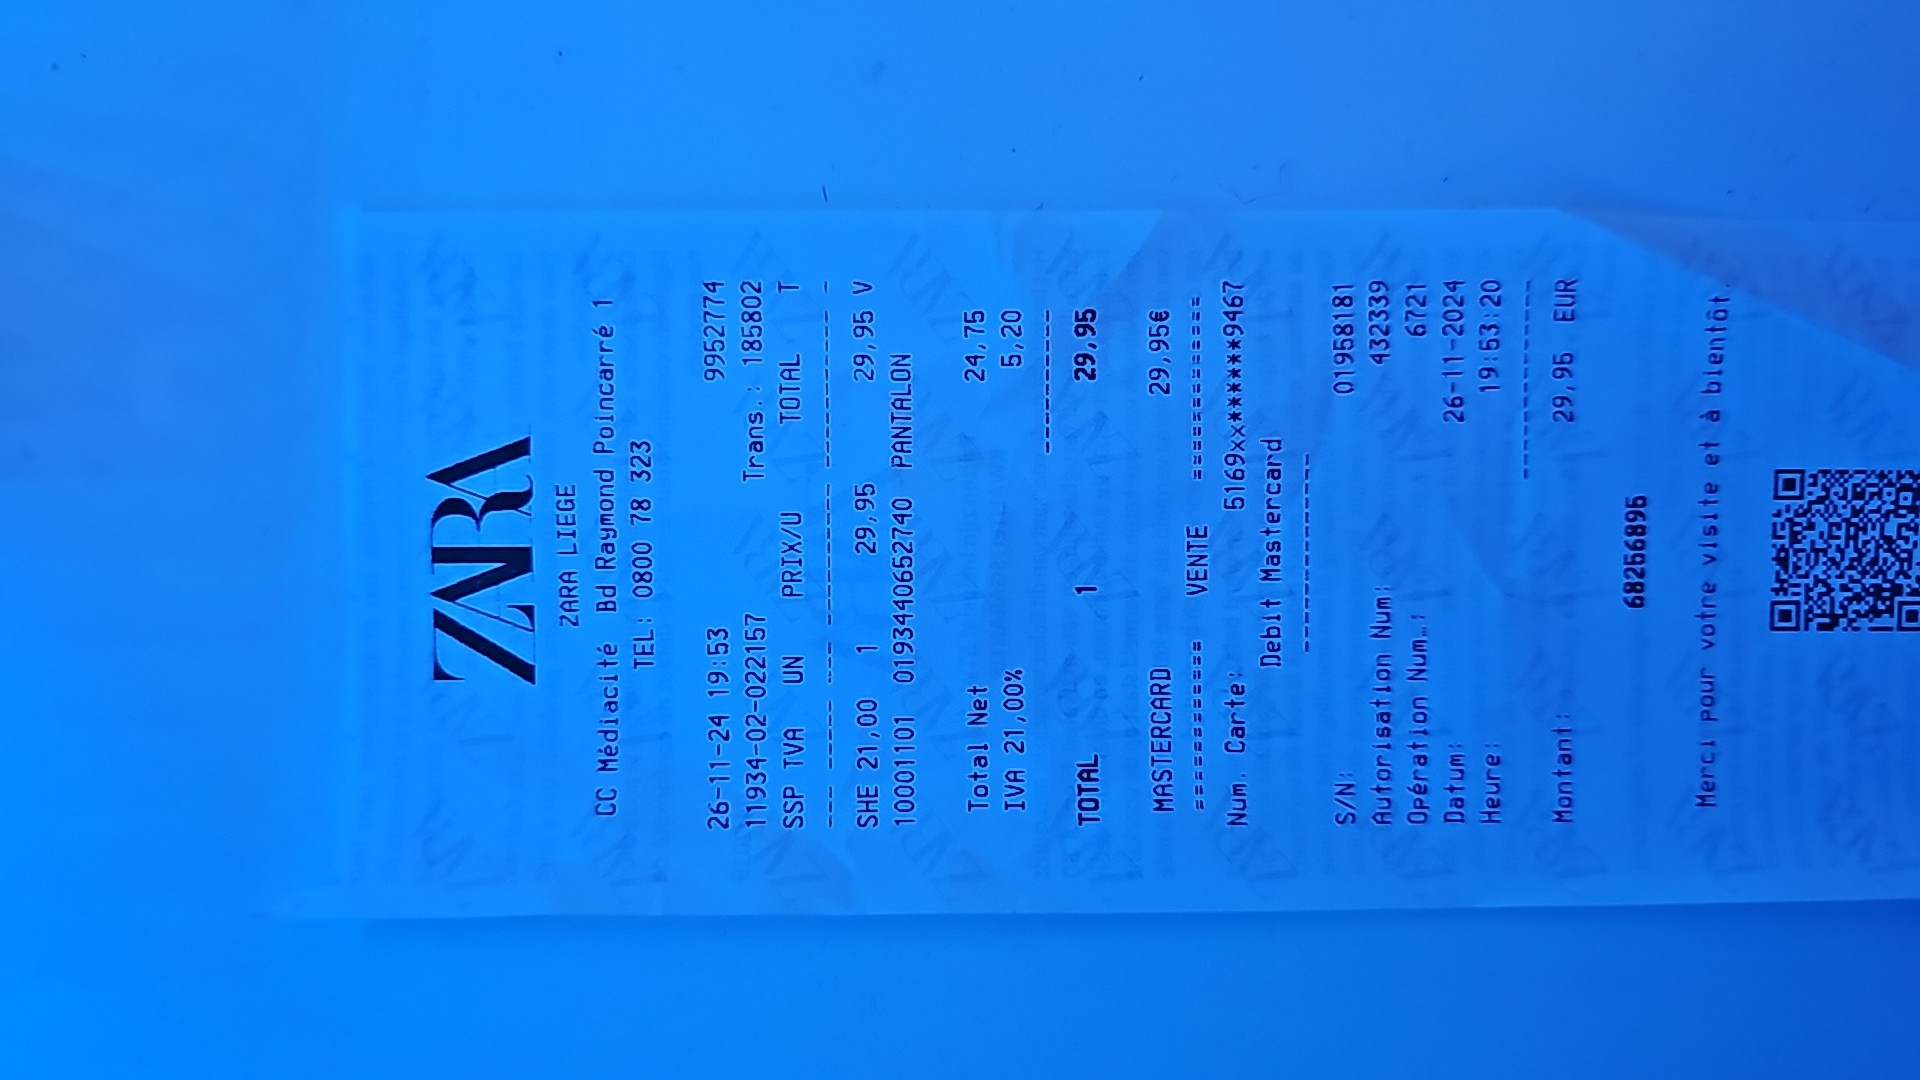 ZARA
ZARA LIEGE
CC Médiacité Bd Raymond Poincarré 1
TEL: 0800 78 323
26-11-24 19:53 9952774
11934-02-022157 Trans.: 185802
SSP TVA UN PRIX/U TOTAL T
SHE 21,00 1 29,95 29,95 V
100011101 01934406527​40 PANTALON
Total Net 24,75
IVA 21,00% 5,20
TOTAL 1 29,95
MASTERCARD 29,95€
========== VENTE ===========
Num. Carte: 5169xx******9467
Debit Mastercard
S/N: 01958181
Autorisation Num: 432339
Opération Num…: 6721
Datum: 26-11-2024
Heure: 19:53:20
Montant: 29,95 EUR
68256896
Merci pour votre visite et à bientôt.